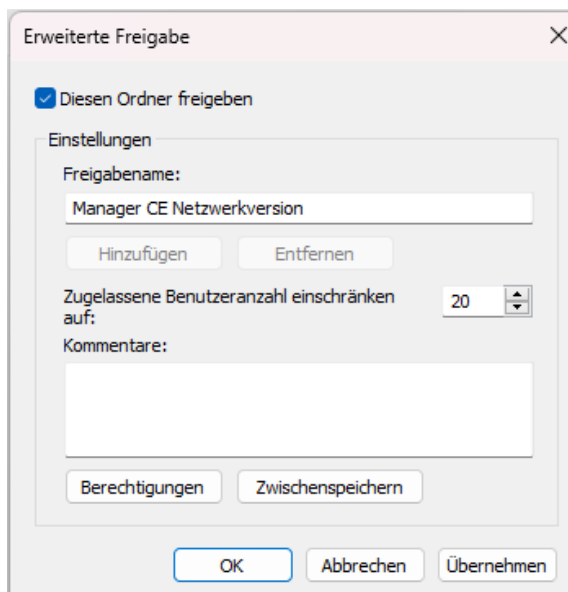 Erweiterte Freigabe
Diesen Ordner freigeben
Einstellungen
Freigabename:
Manager CE Netzwerkversion
Hinzufügen Entfernen
Zugelassene Benutzeranzahl einschränken 20
auf:
Kommentare:
Berechtigungen Zwischenspeichern
OK Abbrechen Übernehmen